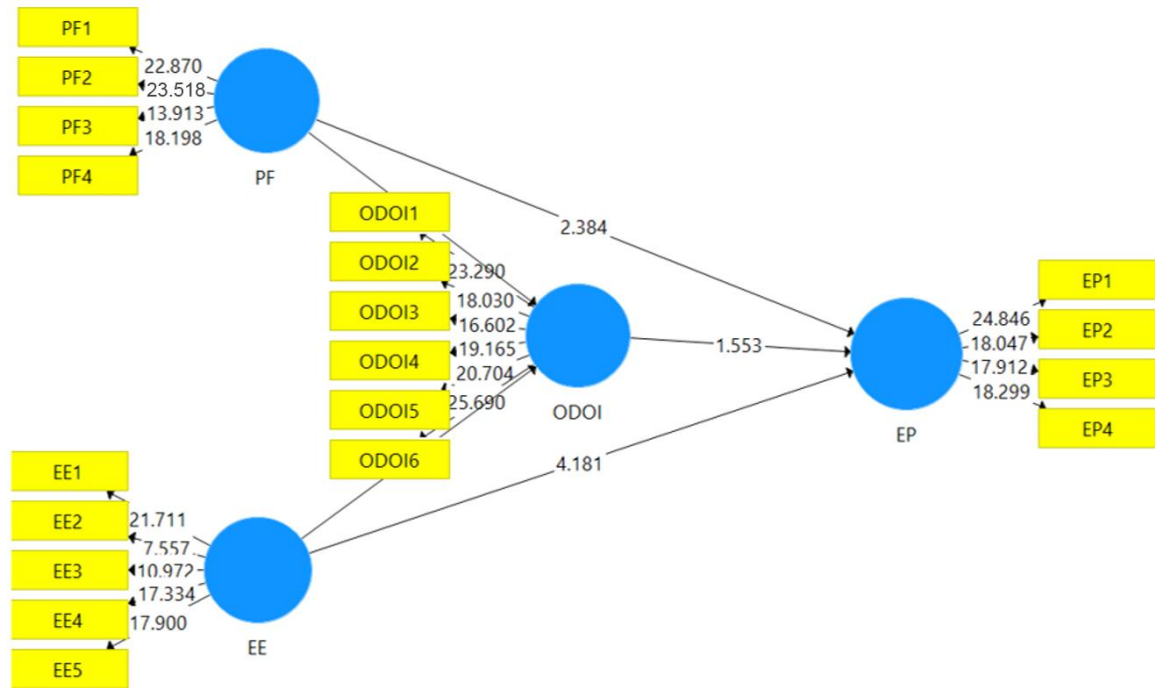 PF1
PF2
PF3
PF4
22.870
23.518
13.913
18.198
PF
2.384
ODOI1
ODOI2
ODOI3
ODOI4
ODOI5
ODOI6
23.290
18.030
16.602
19.165
20.704
25.690
ODOI
1.553
EP1
EP2
EP3
EP4
24.846
18.047
17.912
18.299
EP
4.181
EE1
EE2
EE3
EE4
EE5
21.711
7.557
10.972
17.334
17.900
EE